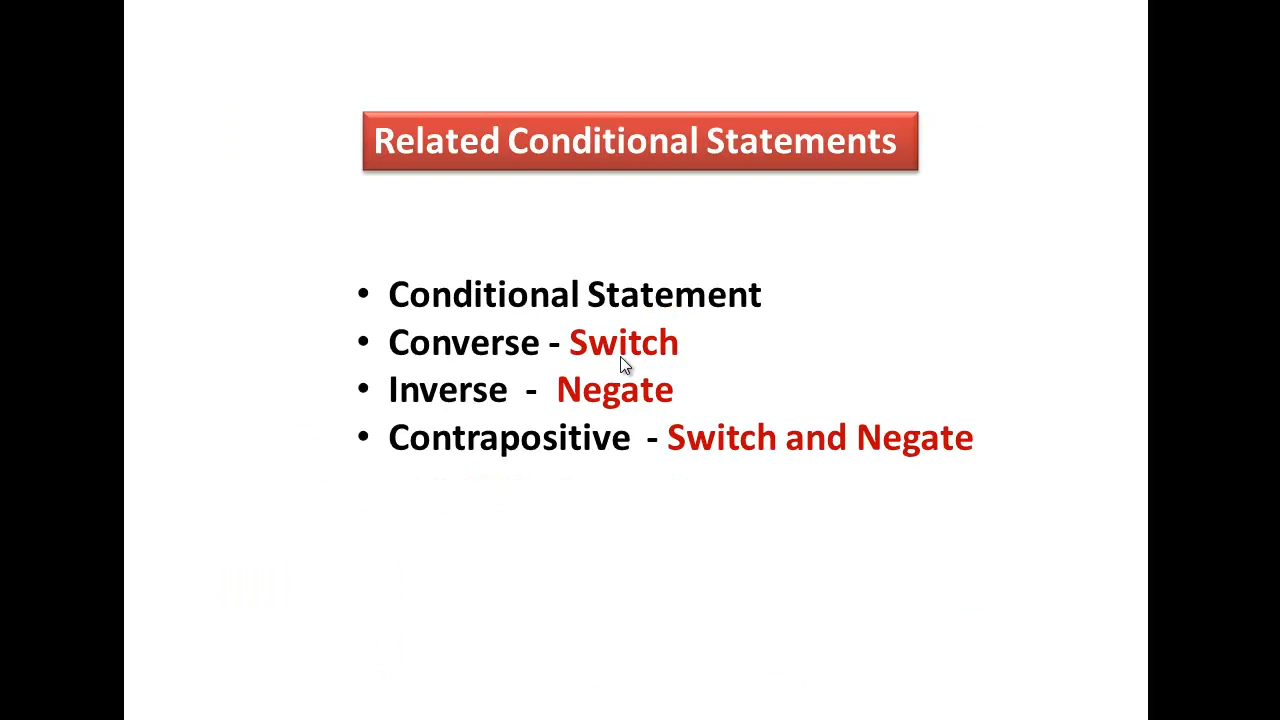 Related Conditional Statements
• Conditional Statement
• Converse - Switch
• Inverse - Negate
• Contrapositive - Switch and Negate